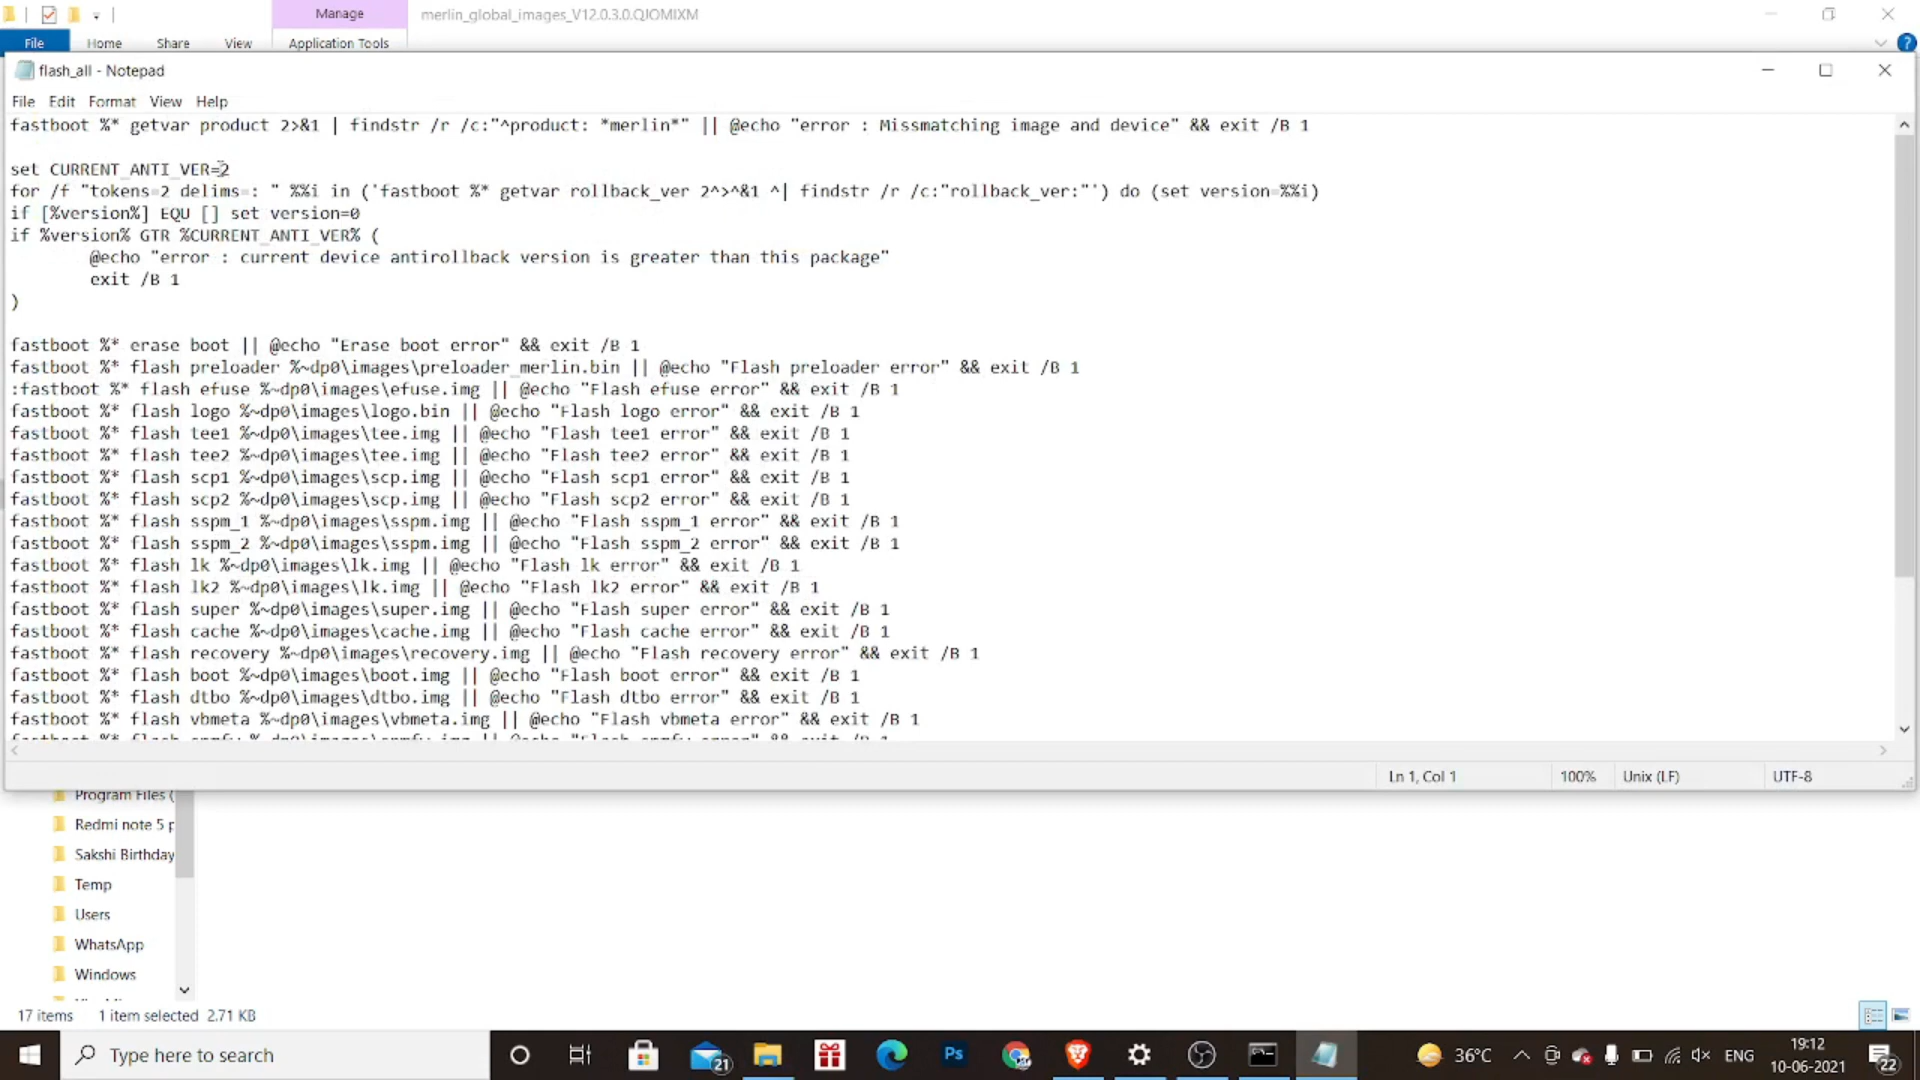 Manage
merlin_global_images_V12.0.3.0.QJOMIXM
File
Home
Share
View
Application Tools
flash_all - Notepad
File Edit Format View Help
fastboot %* getvar product 2>&1 | findstr /r /c:"^product: *merlin*" || @echo "error : Missmatching image and device" && exit /B 1
set CURRENT_ANTI_VER=2
for /f "tokens=2 delims=: " %%i in ('fastboot %* getvar rollback_ver 2^>^&1 ^| findstr /r /c:"rollback_ver:"') do (set version=%%i)
if [%version%] EQU [] set version=0
if %version% GTR %CURRENT_ANTI_VER% (
@echo "error : current device antirollback version is greater than this package"
exit /B 1
)
fastboot %* erase boot || @echo "Erase boot error" && exit /B 1
fastboot %* flash preloader %~dp0\images\preloader_merlin.bin || @echo "Flash preloader error" && exit /B 1
:fastboot %* flash efuse %~dp0\images\efuse.img || @echo "Flash efuse error" && exit /B 1
fastboot %* flash logo %~dp0\images\logo.bin || @echo "Flash logo error" && exit /B 1
fastboot %* flash tee1 %~dp0\images\tee.img || @echo "Flash tee1 error" && exit /B 1
fastboot %* flash tee2 %~dp0\images\tee.img || @echo "Flash tee2 error" && exit /B 1
fastboot %* flash scp1 %~dp0\images\scp.img || @echo "Flash scp1 error" && exit /B 1
fastboot %* flash scp2 %~dp0\images\scp.img || @echo "Flash scp2 error" && exit /B 1
fastboot %* flash sspm_1 %~dp0\images\sspm.img || @echo "Flash sspm_1 error" && exit /B 1
fastboot %* flash sspm_2 %~dp0\images\sspm.img || @echo "Flash sspm_2 error" && exit /B 1
fastboot %* flash lk %~dp0\images\lk.img || @echo "Flash lk error" && exit /B 1
fastboot %* flash lk2 %~dp0\images\lk.img || @echo "Flash lk2 error" && exit /B 1
fastboot %* flash super %~dp0\images\super.img || @echo "Flash super error" && exit /B 1
fastboot %* flash cache %~dp0\images\cache.img || @echo "Flash cache error" && exit /B 1
fastboot %* flash recovery %~dp0\images\recovery.img || @echo "Flash recovery error" && exit /B 1
fastboot %* flash boot %~dp0\images\boot.img || @echo "Flash boot error" && exit /B 1
fastboot %* flash dtbo %~dp0\images\dtbo.img || @echo "Flash dtbo error" && exit /B 1
fastboot %* flash vbmeta %~dp0\images\vbmeta.img || @echo "Flash vbmeta error" && exit /B 1
Ln 1, Col 1
100%
Unix (LF)
UTF-8
Program Files (
Redmi note 5 p
Sakshi Birthday
Temp
Users
WhatsApp
Windows
17 items 1 item selected 2.71 KB
Type here to search
21
Ps
36°C
ENG
19:12
10-06-2021
22